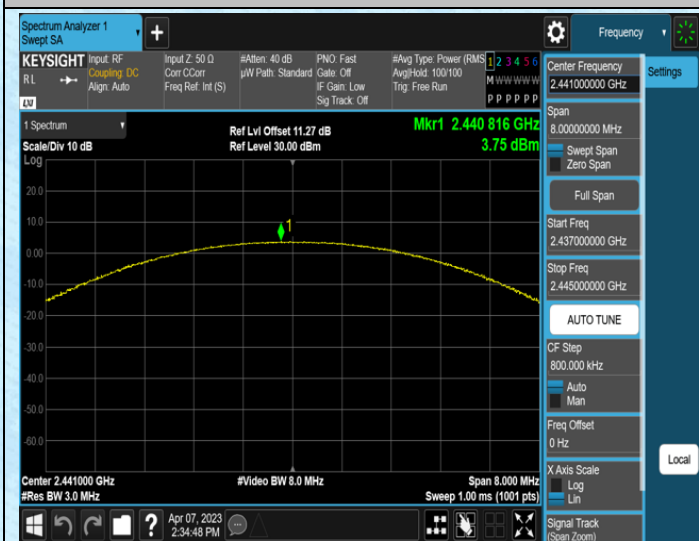 Spectrum Analyzer 1
Swept SA
Frequency
KEYSIGHT
R L
LXI
Input: RF
Coupling: DC
Align: Auto
Input Z: 50 Ω
Corr CCorr
Freq Ref: Int (S)
#Atten: 40 dB
µW Path: Standard
PNO: Fast
Gate: Off
IF Gain: Low
Sig Track: Off
#Avg Type: Power (RMS
Avg|Hold: 100/100
Trig: Free Run
1 2 3 4 5 6
M W W W W W
P P P P P P
1 Spectrum
Scale/Div 10 dB
Log
Ref Lvl Offset 11.27 dB
Ref Level 30.00 dBm
Mkr1 2.440 816 GHz
3.75 dBm
20.0
10.0
0.00
-10.0
-20.0
-30.0
-40.0
-50.0
-60.0
1
Center 2.441000 GHz
#Res BW 3.0 MHz
#Video BW 8.0 MHz
Span 8.000 MHz
Sweep 1.00 ms (1001 pts)
Apr 07, 2023
2:34:48 PM
Center Frequency
2.441000000 GHz
Span
8.00000000 MHz
Swept Span
Zero Span
Full Span
Start Freq
2.437000000 GHz
Stop Freq
2.445000000 GHz
AUTO TUNE
CF Step
800.000 kHz
Auto
Man
Freq Offset
0 Hz
X Axis Scale
Log
Lin
Signal Track
(Span Zoom)
Settings
Local